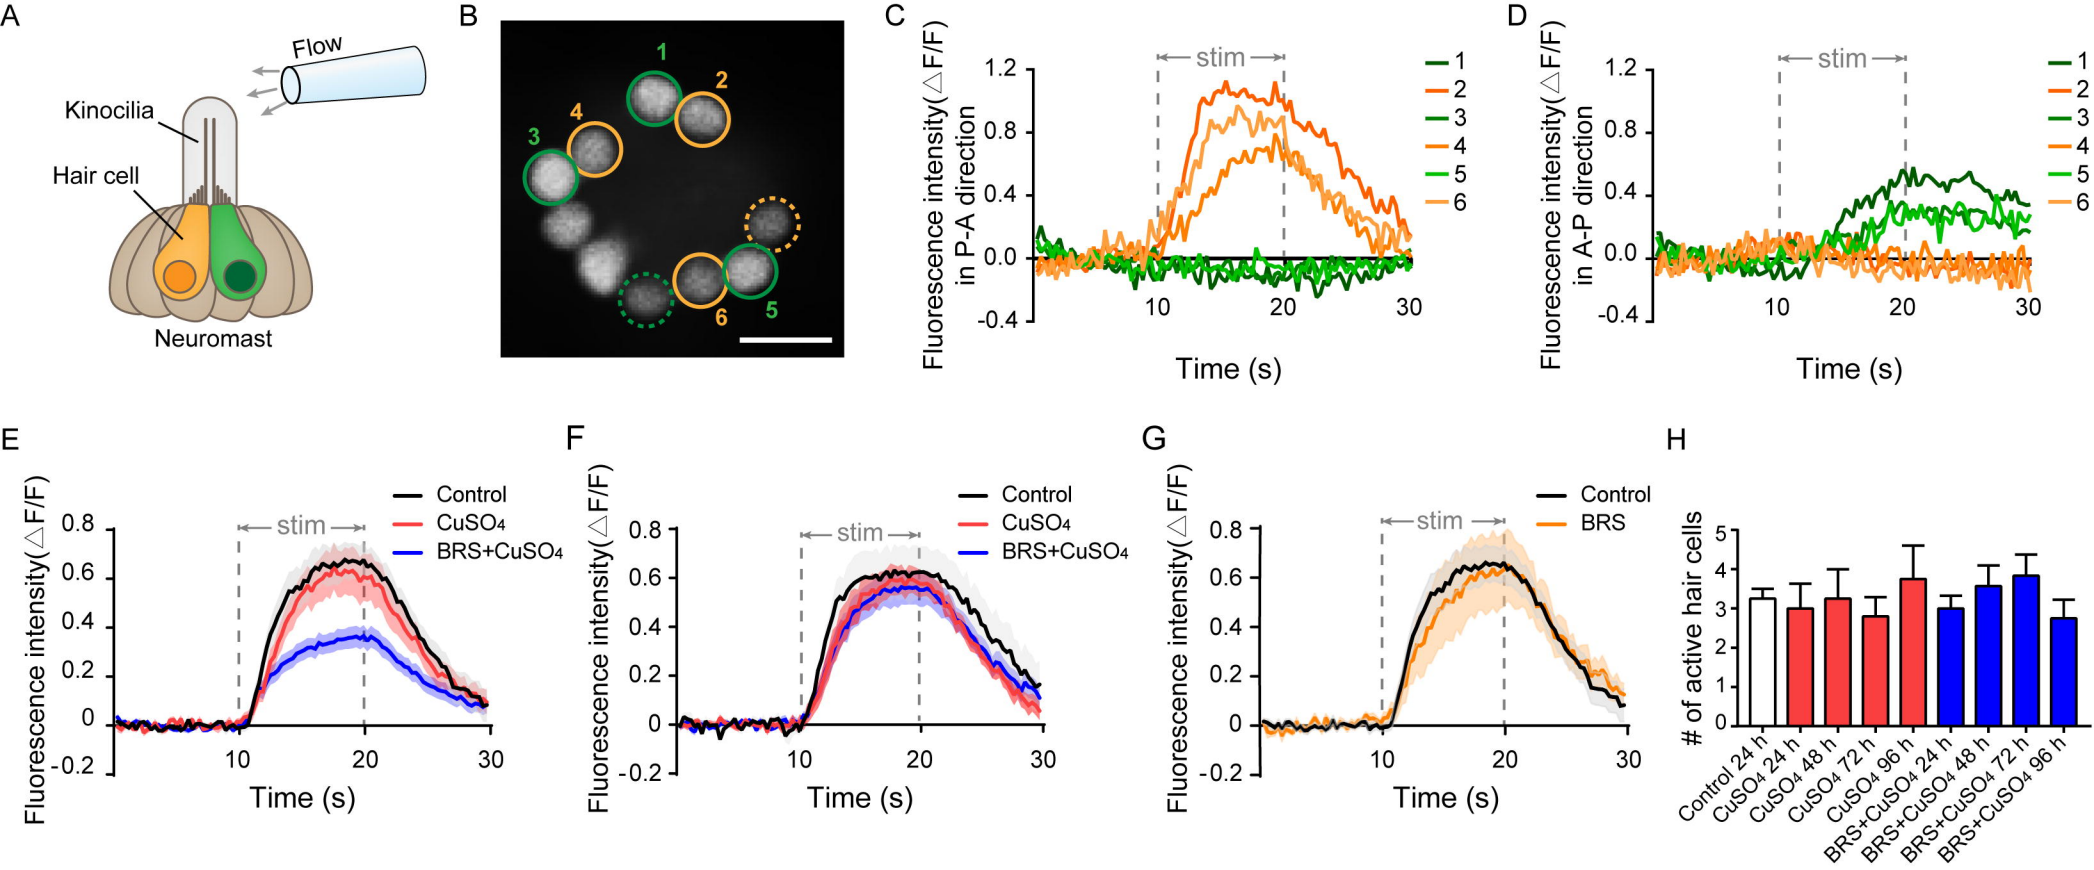 A
Flow
Kinocilia
Hair cell
Neuromast
B
1
2
4
3
6
5
C
Fluorescence intensity(△F/F)
in P-A direction
stim
1.2
0.8
0.4
0.0
-0.4
10
20
30
Time (s)
1
2
3
4
5
6
D
Fluorescence intensity(△F/F)
in A-P direction
stim
1.2
0.8
0.4
0.0
-0.4
10
20
30
Time (s)
1
2
3
4
5
6
E
Fluorescence intensity(△F/F)
stim
Control
CuSO₄
BRS+CuSO₄
0.8
0.6
0.4
0.2
0
-0.2
10
20
30
Time (s)
F
Fluorescence intensity(△F/F)
stim
Control
CuSO₄
BRS+CuSO₄
0.8
0.6
0.4
0.2
0
-0.2
10
20
30
Time (s)
G
Fluorescence intensity(△F/F)
stim
Control
BRS
0.8
0.6
0.4
0.2
0
-0.2
10
20
30
Time (s)
H
# of active hair cells
5
4
3
2
1
0
Control 24 h
CuSO₄ 24 h
CuSO₄ 48 h
CuSO₄ 72 h
CuSO₄ 96 h
BRS+CuSO₄ 24 h
BRS+CuSO₄ 48 h
BRS+CuSO₄ 72 h
BRS+CuSO₄ 96 h